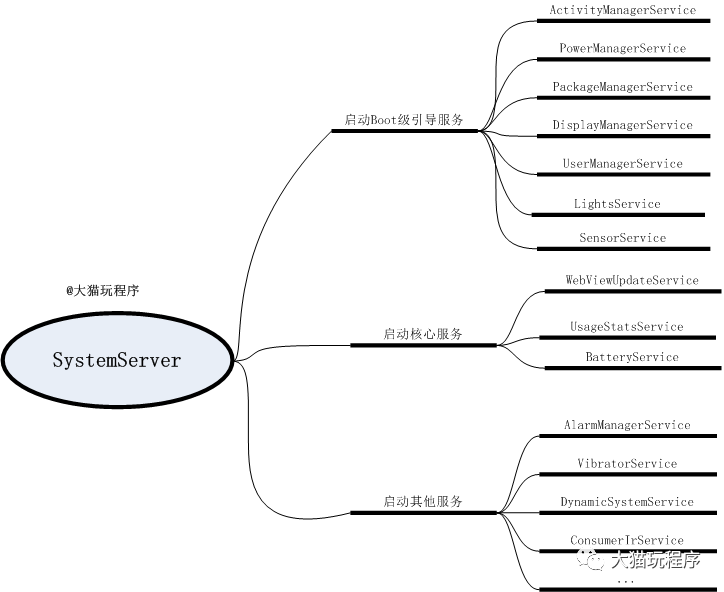 @大猫玩程序
SystemServer
启动Boot级引导服务
ActivityManagerService
PowerManagerService
PackageManagerService
DisplayManagerService
UserManagerService
LightsService
SensorService
启动核心服务
WebViewUpdateService
UsageStatsService
BatteryService
启动其他服务
AlarmManagerService
VibratorService
DynamicSystemService
ConsumerIrService
...
大猫玩程序